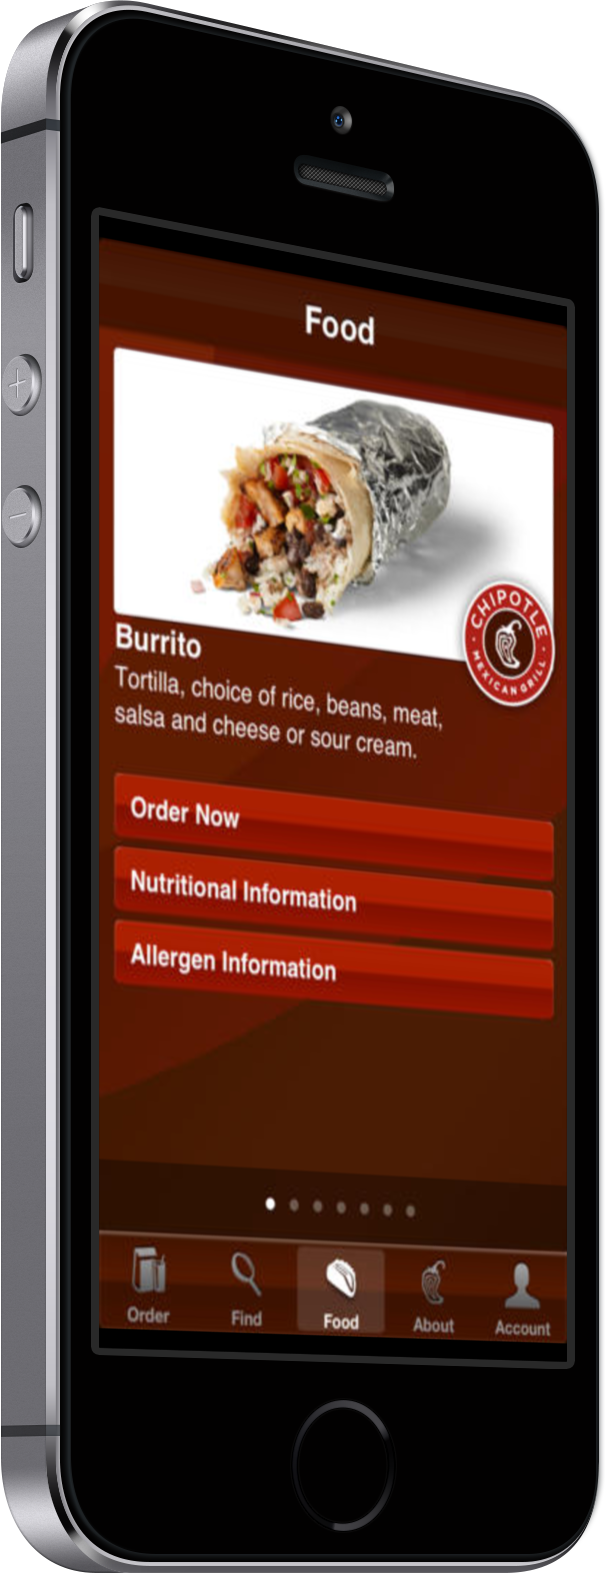 Food
CHIPOTLE
MEXICAN GRILL
Burrito
Tortilla, choice of rice, beans, meat,
salsa and cheese or sour cream.
Order Now
Nutritional Information
Allergen Information
Order
Find
Food
About
Account